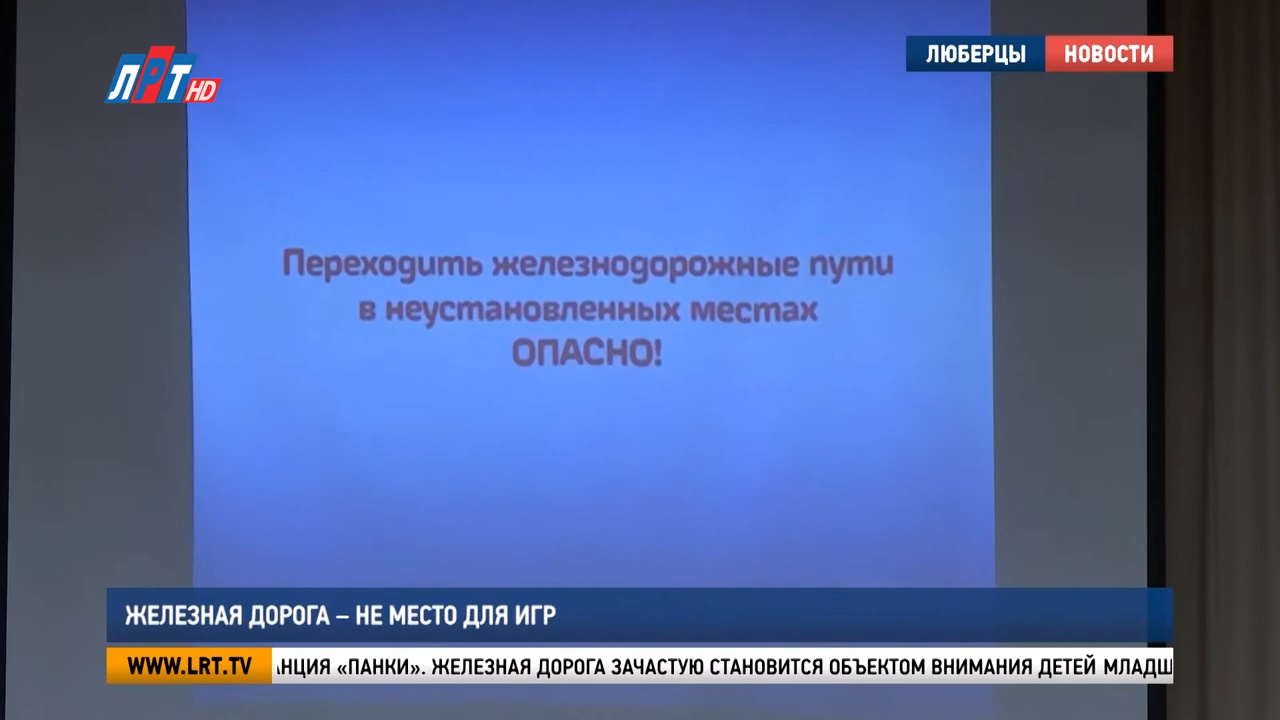 ЛРТ HD
ЛЮБЕРЦЫ НОВОСТИ
Переходить железнодорожные пути
в неустановленных местах
ОПАСНО!
ЖЕЛЕЗНАЯ ДОРОГА – НЕ МЕСТО ДЛЯ ИГР
WWW.LRT.TV
«ПАНКИ». ЖЕЛЕЗНАЯ ДОРОГА ЗАЧАСТУЮ СТАНОВИТСЯ ОБЪЕКТОМ ВНИМАНИЯ ДЕТЕЙ